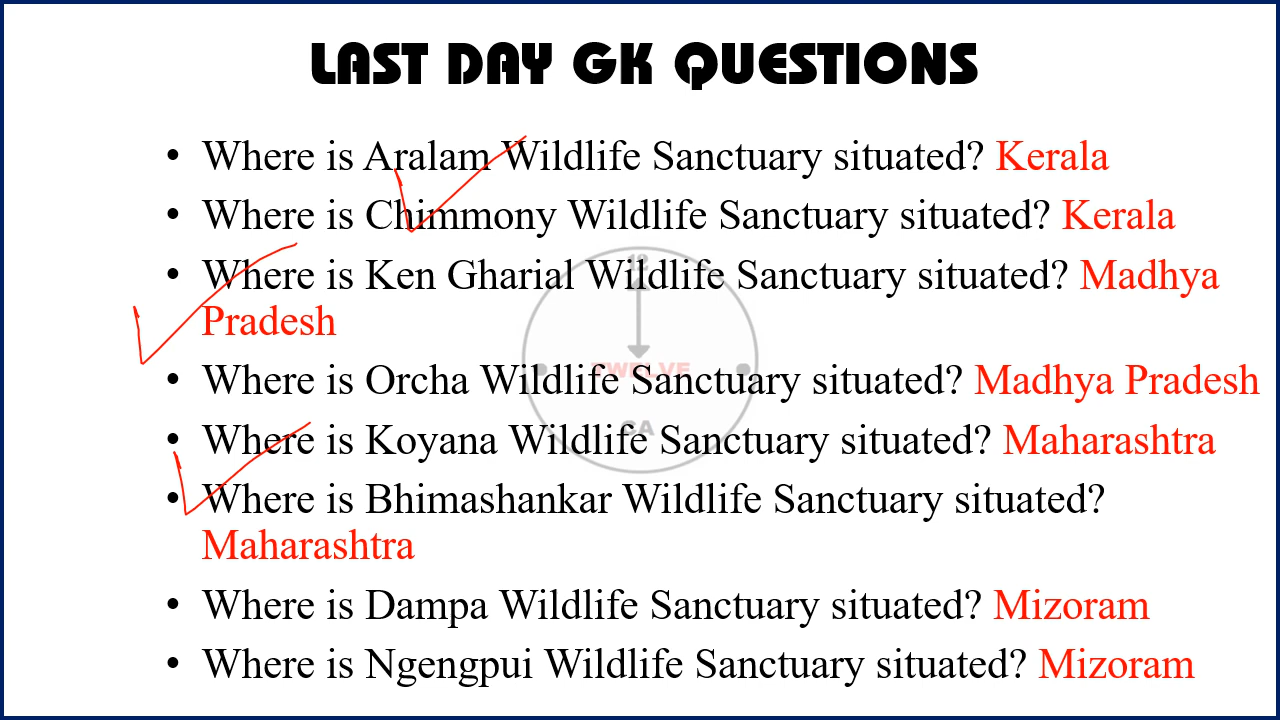 LAST DAY GK QUESTIONS
• Where is Aralam Wildlife Sanctuary situated? Kerala
• Where is Chimmony Wildlife Sanctuary situated? Kerala
• Where is Ken Gharial Wildlife Sanctuary situated? Madhya
Pradesh
• Where is Orcha Wildlife Sanctuary situated? Madhya Pradesh
• Where is Koyana Wildlife Sanctuary situated? Maharashtra
• Where is Bhimashankar Wildlife Sanctuary situated?
Maharashtra
• Where is Dampa Wildlife Sanctuary situated? Mizoram
• Where is Ngengpui Wildlife Sanctuary situated? Mizoram
12
TWELVE
CA